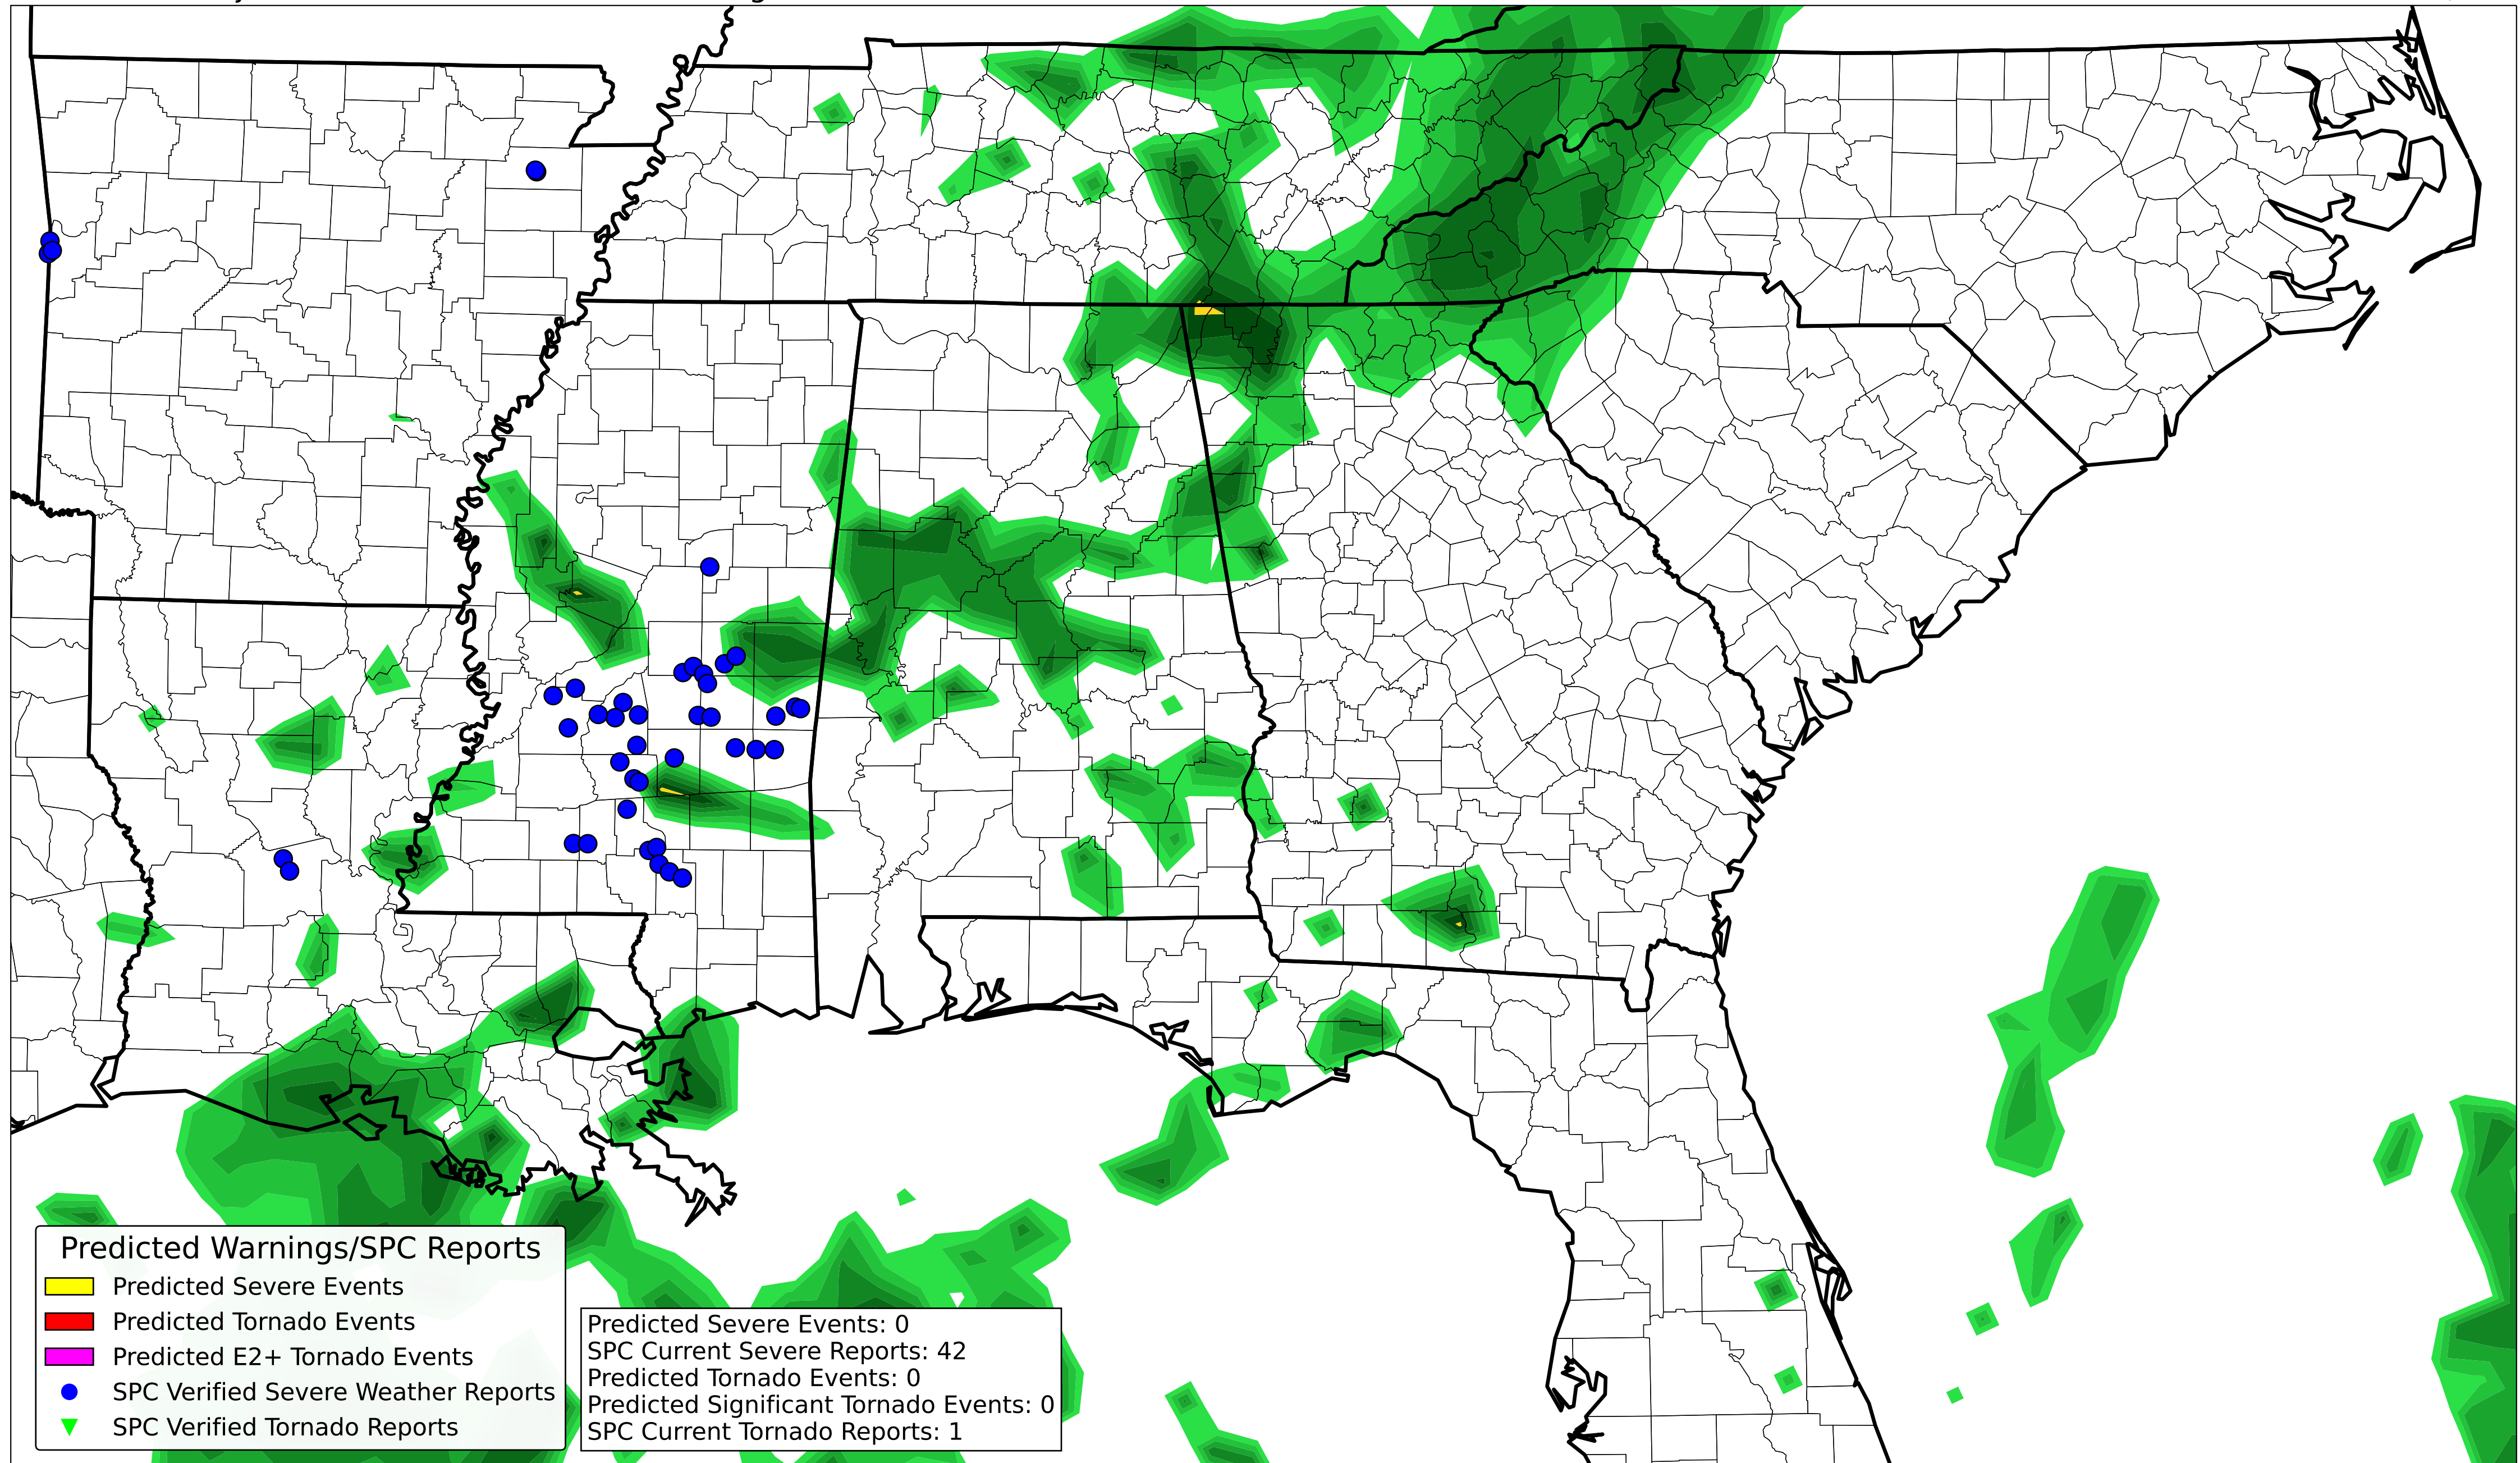 Predicted Warnings/SPC Reports
Predicted Severe Events
Predicted Tornado Events
Predicted E2+ Tornado Events
SPC Verified Severe Weather Reports
SPC Verified Tornado Reports
Predicted Severe Events: 0
SPC Current Severe Reports: 42
Predicted Tornado Events: 0
Predicted Significant Tornado Events: 0
SPC Current Tornado Reports: 1